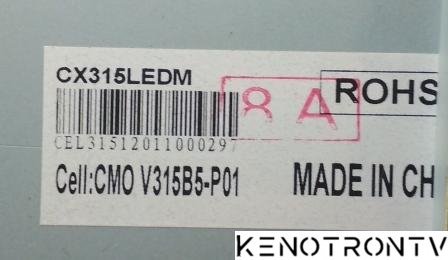 CX315LEDM
8 A
ROHS
CEL31512011000297
Cell:CMO V315B5-P01
MADE IN CH
KENOTRONTV